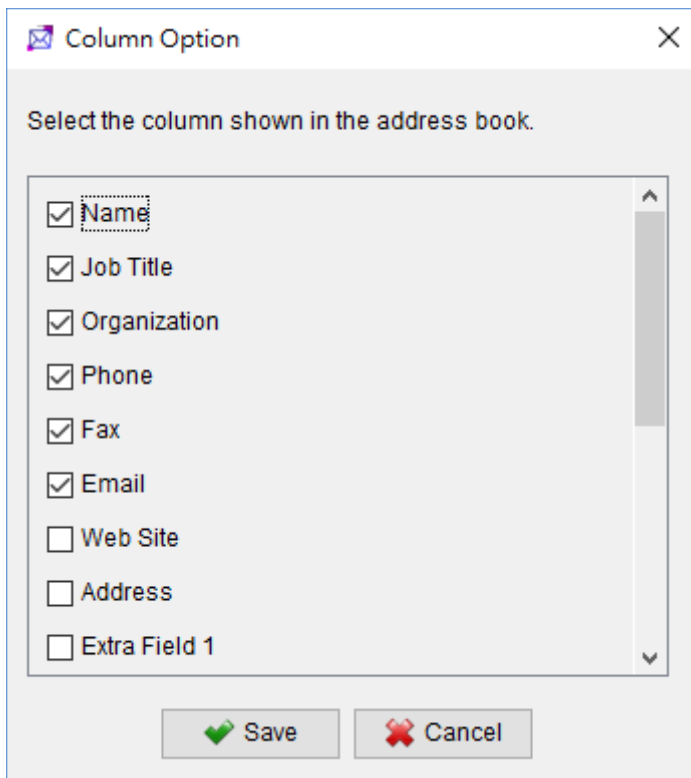 Column Option
Select the column shown in the address book.
Name
Job Title
Organization
Phone
Fax
Email
Web Site
Address
Extra Field 1
Save
Cancel